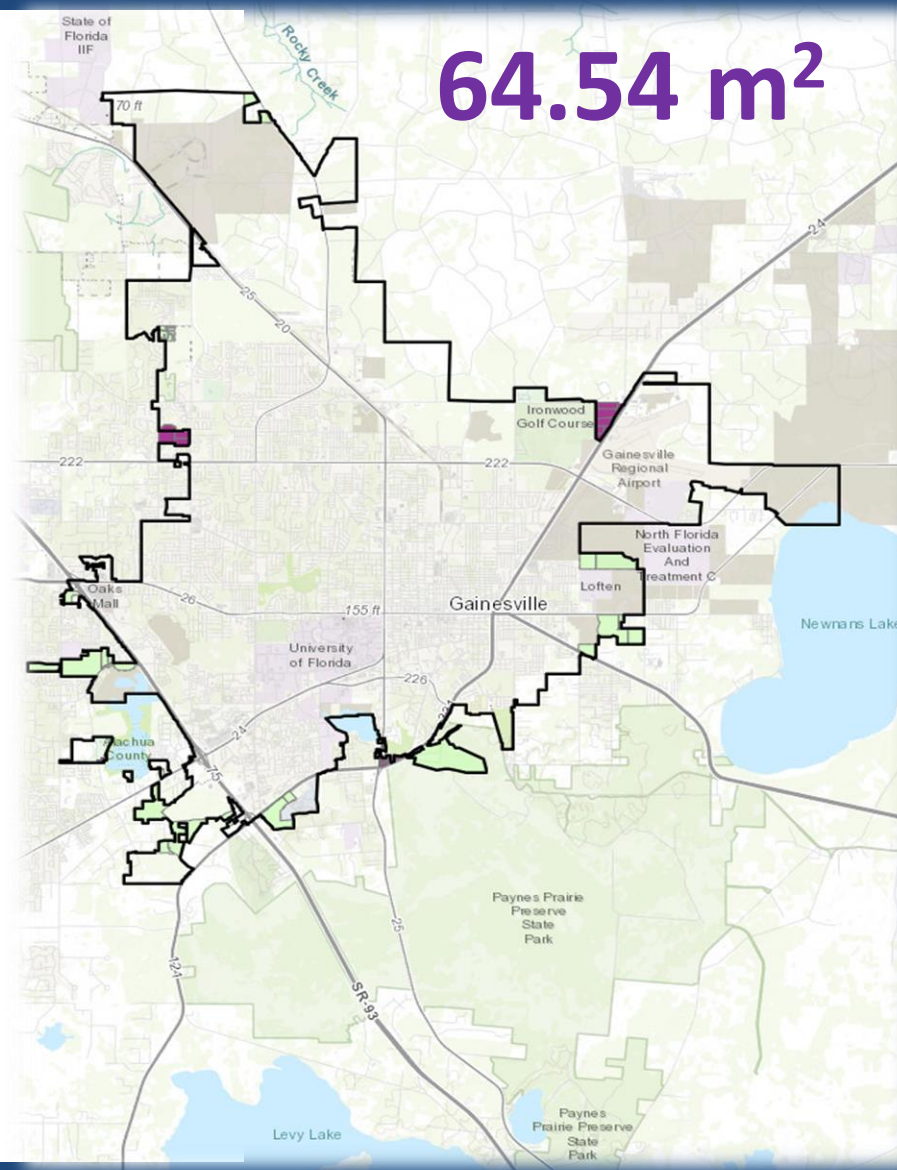 State of
Florida
IIF
Rocky Creek
64.54 m²
70 ft
24
25
20
Ironwood
Golf Course
222
222
Gainesville
Regional
Airport
North Florida
Evaluation
And
Treatment C
Oaks
Mall
26
155 ft
Gainesville
Loften
Newnans Lake
University
of Florida
226
24
Alachua
County
75
Paynes Prairie
Preserve
State
Park
25
121
SR-93
Levy Lake
Paynes
Prairie Preserve
State
Park